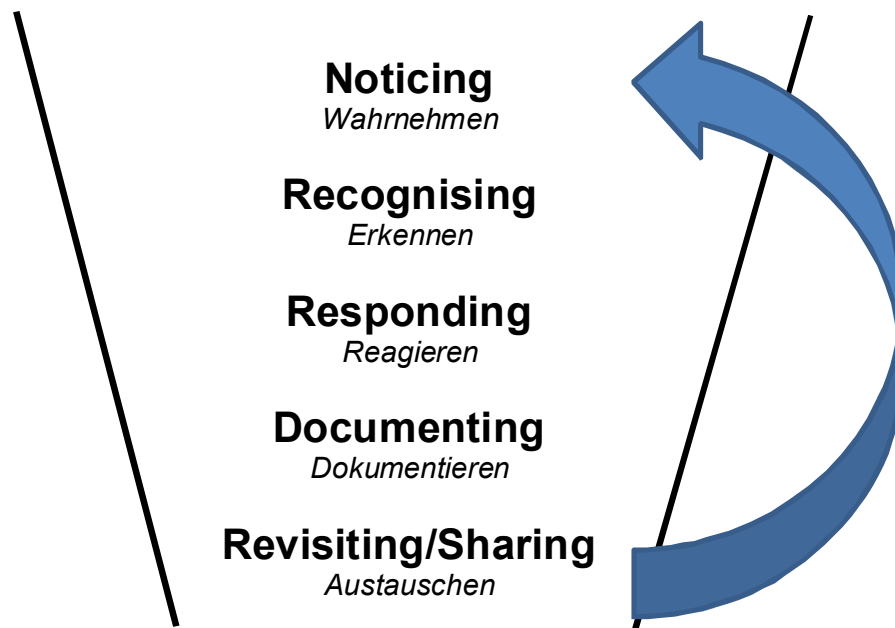 Noticing
Wahrnehmen
Recognising
Erkennen
Responding
Reagieren
Documenting
Dokumentieren
Revisiting/Sharing
Austauschen